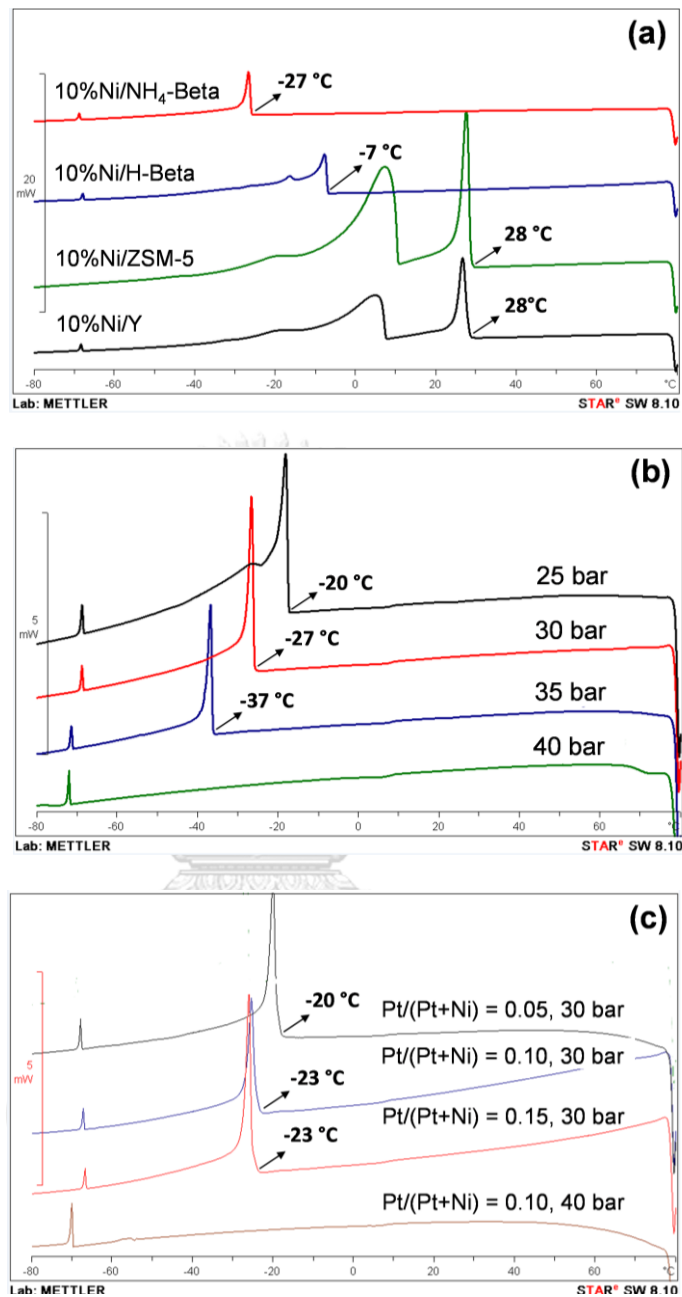 (a)
10%Ni/NH₄-Beta
-27 °C
10%Ni/H-Beta
-7 °C
20
mW
10%Ni/ZSM-5
28 °C
10%Ni/Y
28°C
-80 -60 -40 -20 0 20 40 60 °C
Lab: METTLER STARᵉ SW 8.10
(b)
-20 °C
25 bar
5
mW
-27 °C
30 bar
-37 °C
35 bar
40 bar
-80 -60 -40 -20 0 20 40 60 °C
Lab: METTLER STARᵉ SW 8.10
(c)
-20 °C
Pt/(Pt+Ni) = 0.05, 30 bar
Pt/(Pt+Ni) = 0.10, 30 bar
5
mW
-23 °C
Pt/(Pt+Ni) = 0.15, 30 bar
-23 °C
Pt/(Pt+Ni) = 0.10, 40 bar
-80 -60 -40 -20 0 20 40 60 °C
Lab: METTLER STARᵉ SW 8.10